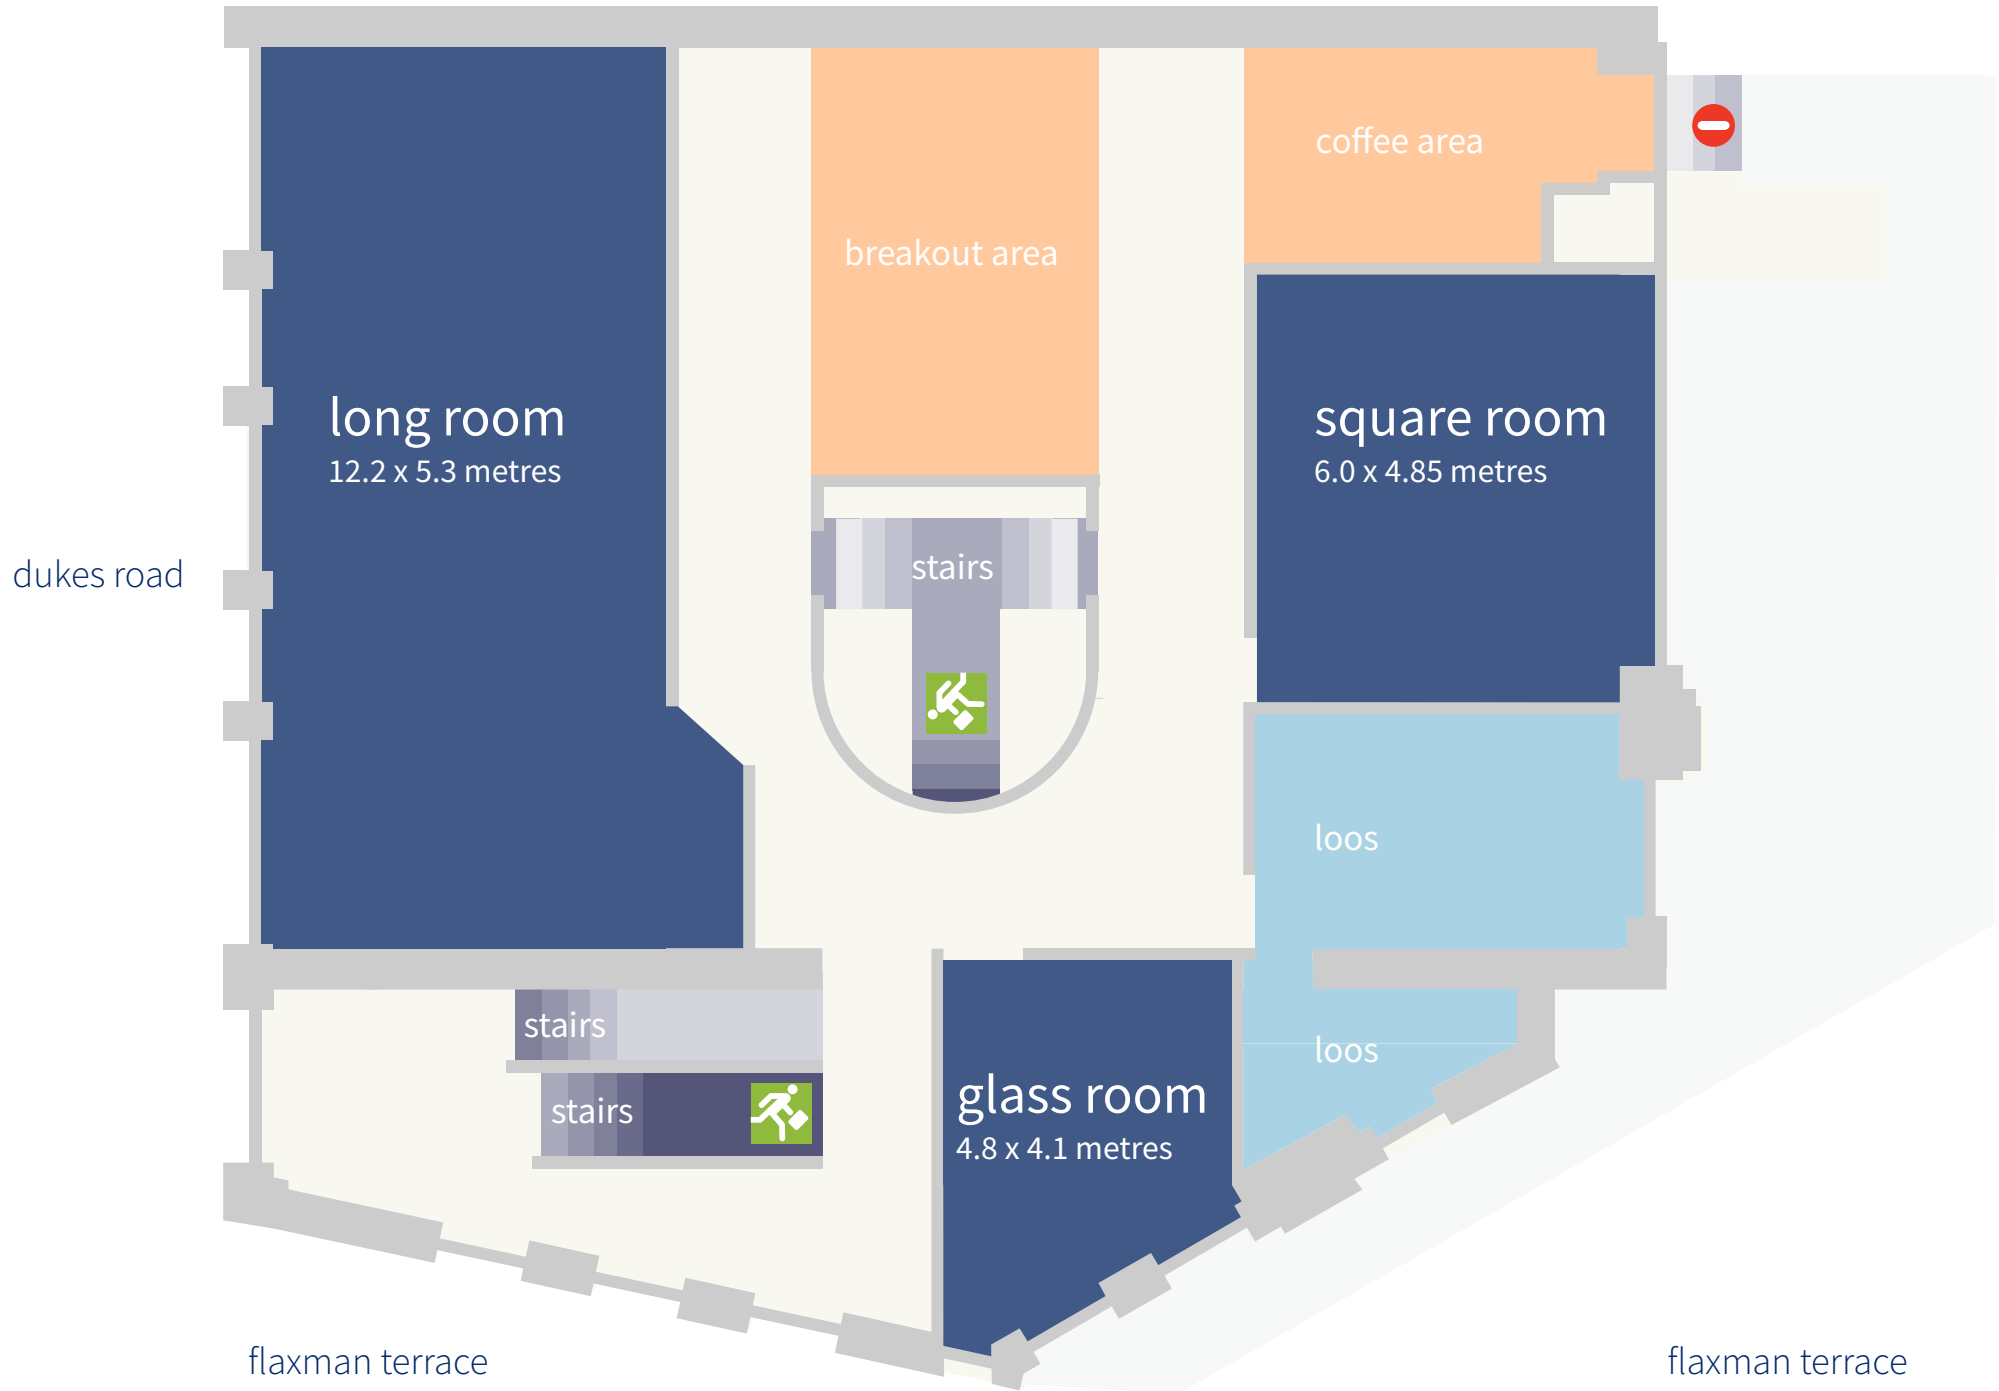 coffee area
breakout area
long room
12.2 x 5.3 metres
square room
6.0 x 4.85 metres
dukes road
stairs
loos
stairs
loos
stairs
glass room
4.8 x 4.1 metres
flaxman terrace
flaxman terrace